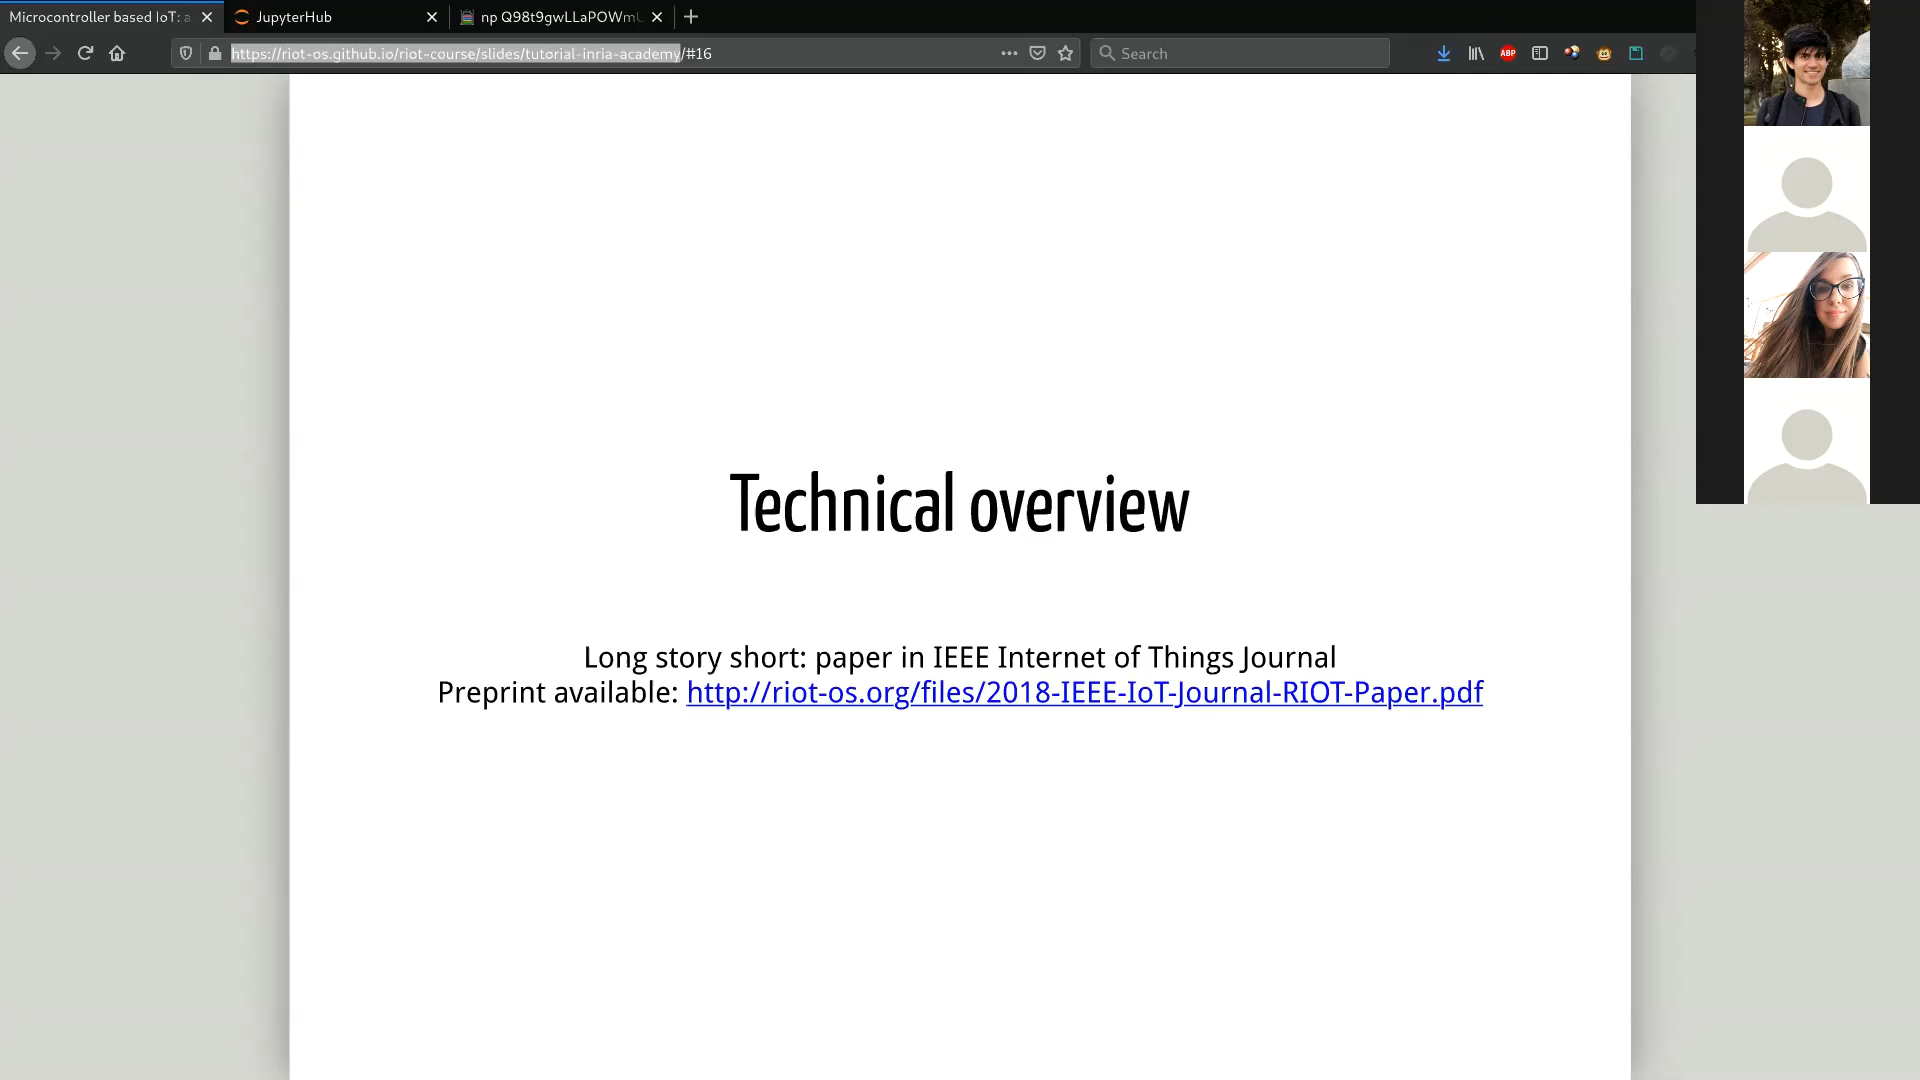 Microcontroller based IoT: a
JupyterHub
np Q98t9gwLLaPOWmU
https://riot-os.github.io/riot-course/slides/tutorial-inria-academy/#16
Search
ABP
Technical overview
Long story short: paper in IEEE Internet of Things Journal
Preprint available: http://riot-os.org/files/2018-IEEE-IoT-Journal-RIOT-Paper.pdf